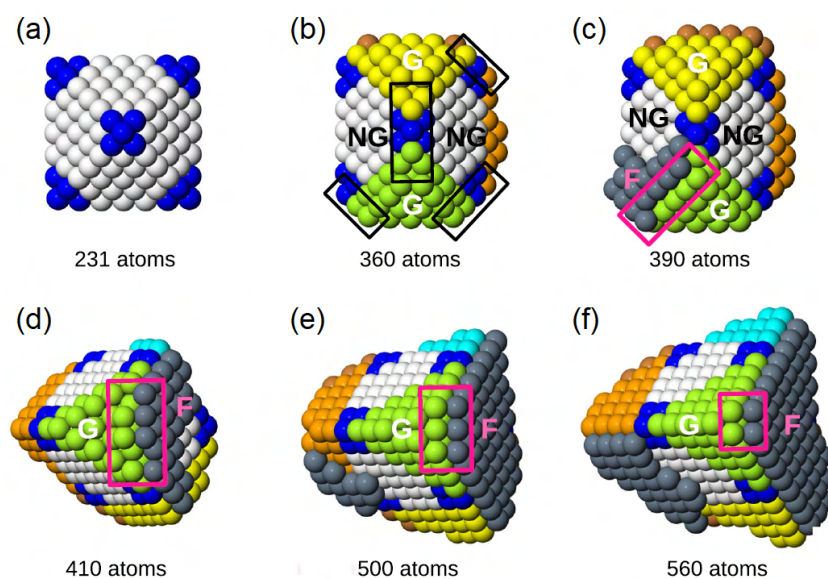 (a)
(b)
(c)
G
NG
NG
G
G
NG
NG
F
G
231 atoms
360 atoms
390 atoms
(d)
(e)
(f)
G
F
G
F
G
F
410 atoms
500 atoms
560 atoms